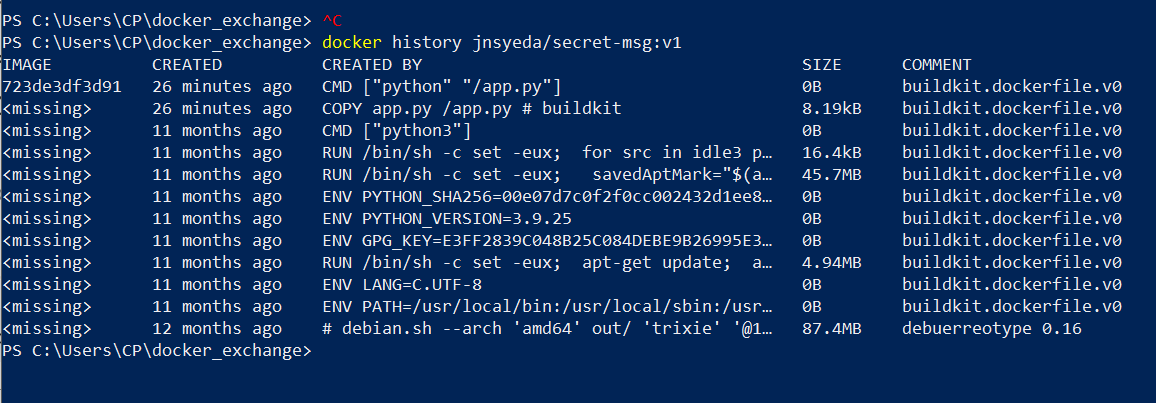 PS C:\Users\CP\docker_exchange> ^C
PS C:\Users\CP\docker_exchange> docker history jnsyeda/secret-msg:v1
IMAGE          CREATED          CREATED BY                                      SIZE      COMMENT
723de3df3d91   26 minutes ago   CMD ["python" "/app.py"]                        0B        buildkit.dockerfile.v0
<missing>      26 minutes ago   COPY app.py /app.py # buildkit                  8.19kB    buildkit.dockerfile.v0
<missing>      11 months ago    CMD ["python3"]                                 0B        buildkit.dockerfile.v0
<missing>      11 months ago    RUN /bin/sh -c set -eux;  for src in idle3 p…   16.4kB    buildkit.dockerfile.v0
<missing>      11 months ago    RUN /bin/sh -c set -eux;   savedAptMark="$(a…   45.7MB    buildkit.dockerfile.v0
<missing>      11 months ago    ENV PYTHON_SHA256=00e07d7c0f2f0cc002432d1ee8…   0B        buildkit.dockerfile.v0
<missing>      11 months ago    ENV PYTHON_VERSION=3.9.25                       0B        buildkit.dockerfile.v0
<missing>      11 months ago    ENV GPG_KEY=E3FF2839C048B25C084DEBE9B26995E3…   0B        buildkit.dockerfile.v0
<missing>      11 months ago    RUN /bin/sh -c set -eux;  apt-get update;  a…   4.94MB    buildkit.dockerfile.v0
<missing>      11 months ago    ENV LANG=C.UTF-8                                0B        buildkit.dockerfile.v0
<missing>      11 months ago    ENV PATH=/usr/local/bin:/usr/local/sbin:/usr…   0B        buildkit.dockerfile.v0
<missing>      12 months ago    # debian.sh --arch 'amd64' out/ 'trixie' '@1…   87.4MB    debuerreotype 0.16
PS C:\Users\CP\docker_exchange>